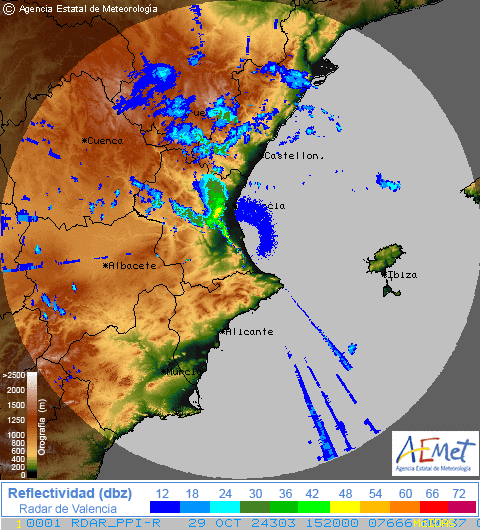 © Agencia Estatal de Meteorología
Cuenca
Castellon.
Albacete
Ibiza
Alicante
Murcia
>2500
2000
1750
1500
1250
1000
800
600
400
200
0
Orografía (m)
AEMet
Agencia Estatal de Meteorología
Reflectividad (dbz)
Radar de Valencia
12 18 24 30 36 42 48 54 60 66 72
1 0001 RDAR_PPI-R 29 OCT 24303 152000 07666